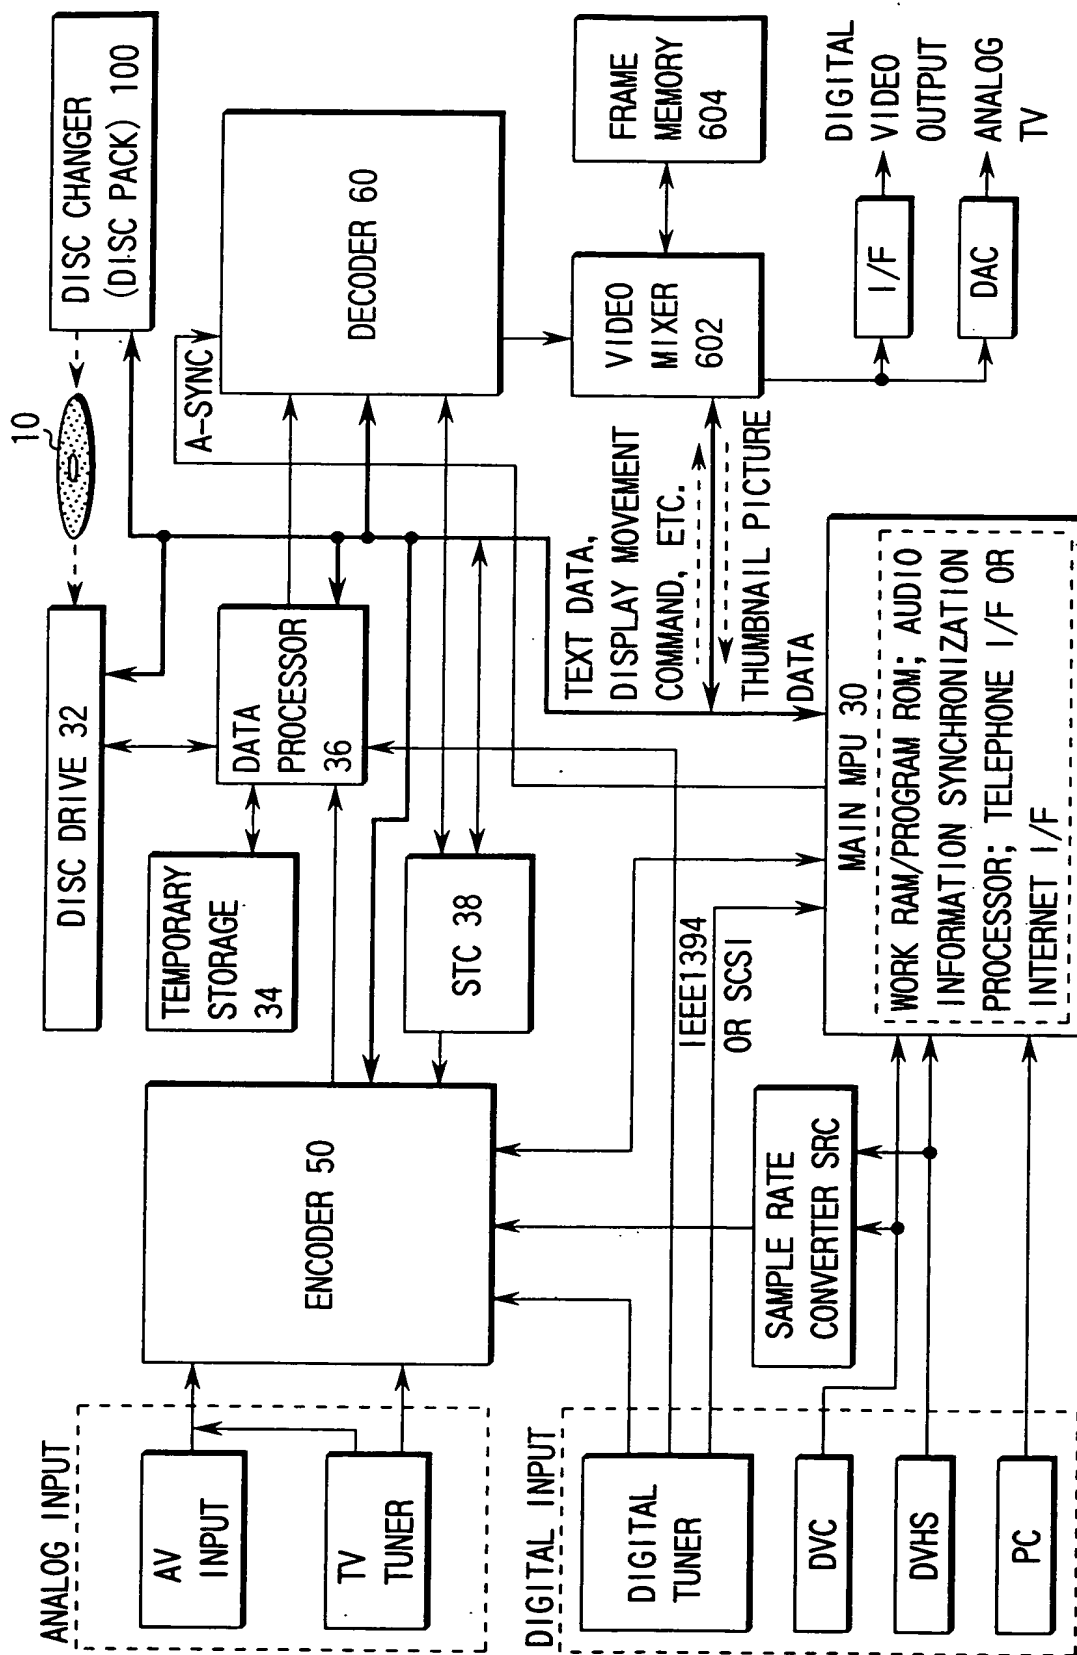 10
DISC CHANGER
(DISC PACK) 100
DISC DRIVE 32
TEMPORARY
STORAGE
34
DATA
PROCESSOR
36
A-SYNC
DECODER 60
FRAME
MEMORY
604
STC 38
ENCODER 50
VIDEO
MIXER
602
DIGITAL
VIDEO
OUTPUT
I/F
ANALOG
TV
DAC
TEXT DATA,
DISPLAY MOVEMENT
COMMAND, ETC.
THUMBNAIL PICTURE
DATA
ANALOG INPUT
AV
INPUT
TV
TUNER
DIGITAL INPUT
DIGITAL
TUNER
DVC
DVHS
PC
IEEE1394
OR SCSI
SAMPLE RATE
CONVERTER SRC
MAIN MPU 30
WORK RAM/PROGRAM ROM; AUDIO
INFORMATION SYNCHRONIZATION
PROCESSOR; TELEPHONE I/F OR
INTERNET I/F